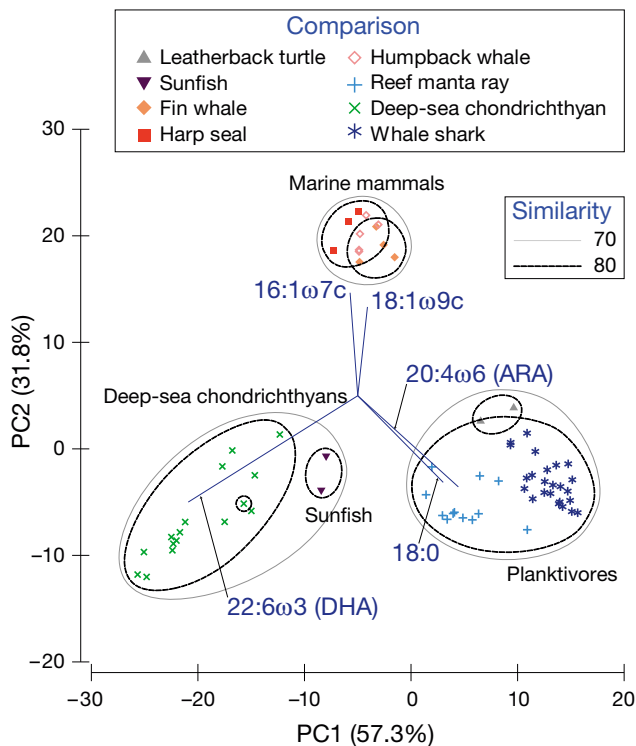 Comparison
Leatherback turtle
Humpback whale
Sunfish
Reef manta ray
Fin whale
Deep-sea chondrichthyan
Harp seal
Whale shark
Marine mammals
Similarity
70
80
16:1ω7c
18:1ω9c
20:4ω6 (ARA)
Deep-sea chondrichthyans
Sunfish
18:0
Planktivores
22:6ω3 (DHA)
PC2 (31.8%)
30
20
10
0
−10
−20
−30
−20
−10
0
10
20
PC1 (57.3%)